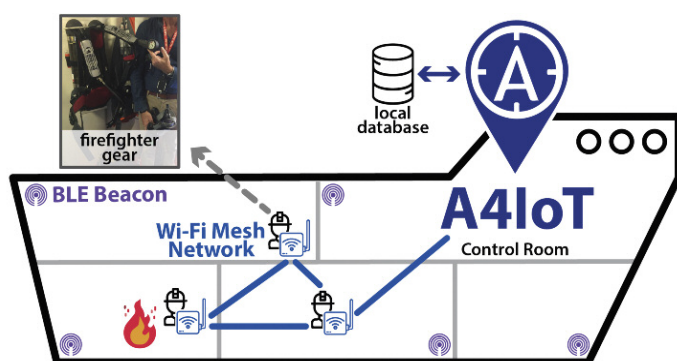 firefighter
gear
local
database
A
BLE Beacon
Wi-Fi Mesh
Network
A4IoT
Control Room